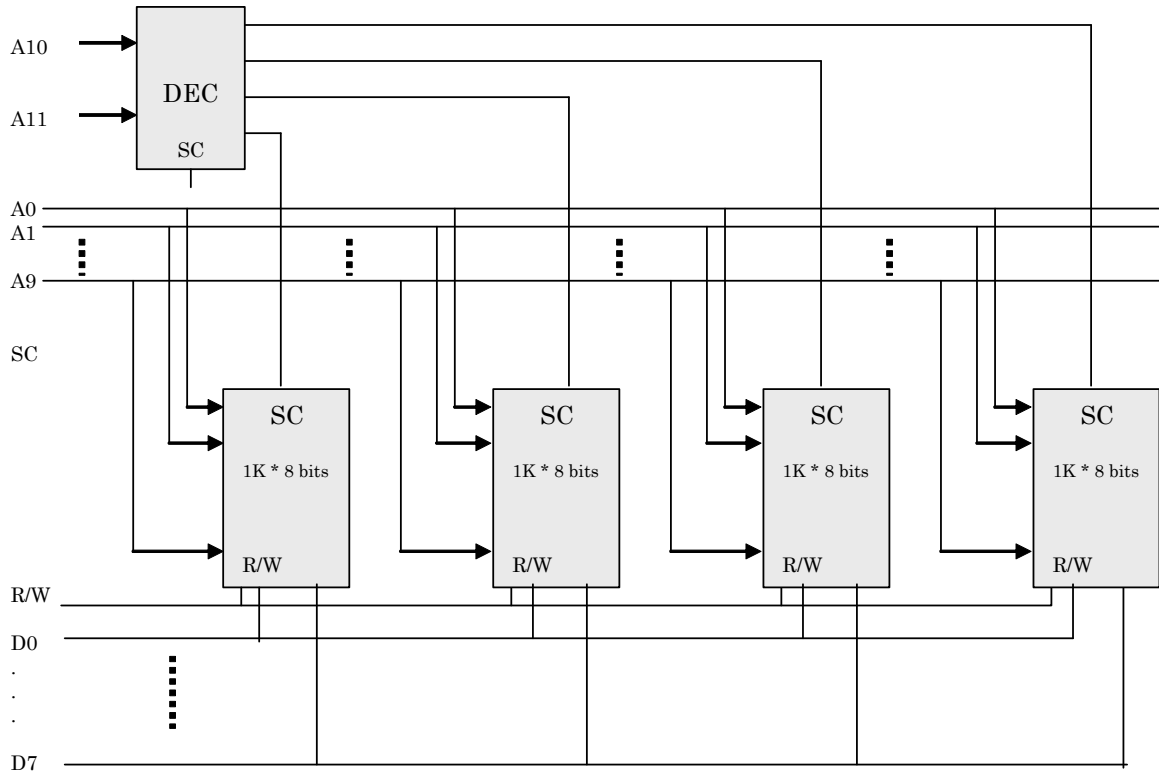 A10
DEC
A11
SC
A0
A1
A9
SC
SC SC SC SC
1K * 8 bits 1K * 8 bits 1K * 8 bits 1K * 8 bits
R/W R/W R/W R/W
R/W
D0
.
.
.
D7